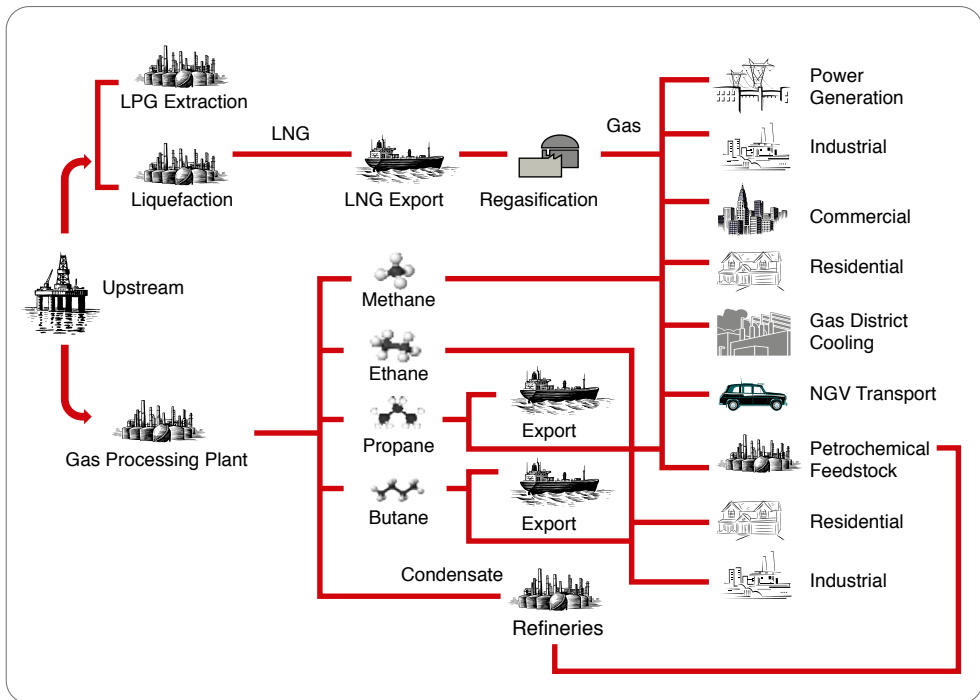 LPG Extraction
LNG
Liquefaction
LNG Export
Regasification
Gas
Power
Generation
Industrial
Commercial
Residential
Gas District
Cooling
NGV Transport
Petrochemical
Feedstock
Residential
Industrial
Upstream
Gas Processing Plant
Methane
Ethane
Propane
Export
Butane
Export
Condensate
Refineries